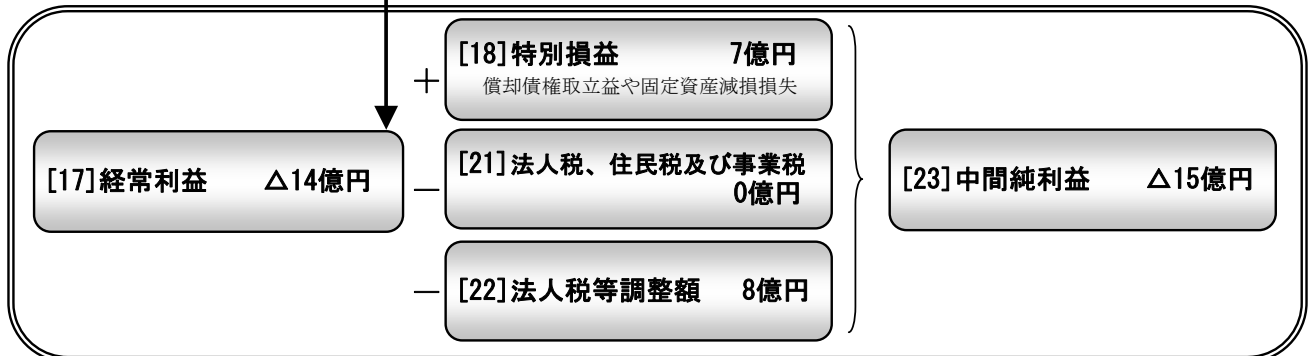 [17]経常利益 △14億円
+
[18]特別損益 7億円
償却債権取立益や固定資産減損損失
−
[21]法人税、住民税及び事業税
0億円
−
[22]法人税等調整額 8億円
[23]中間純利益 △15億円